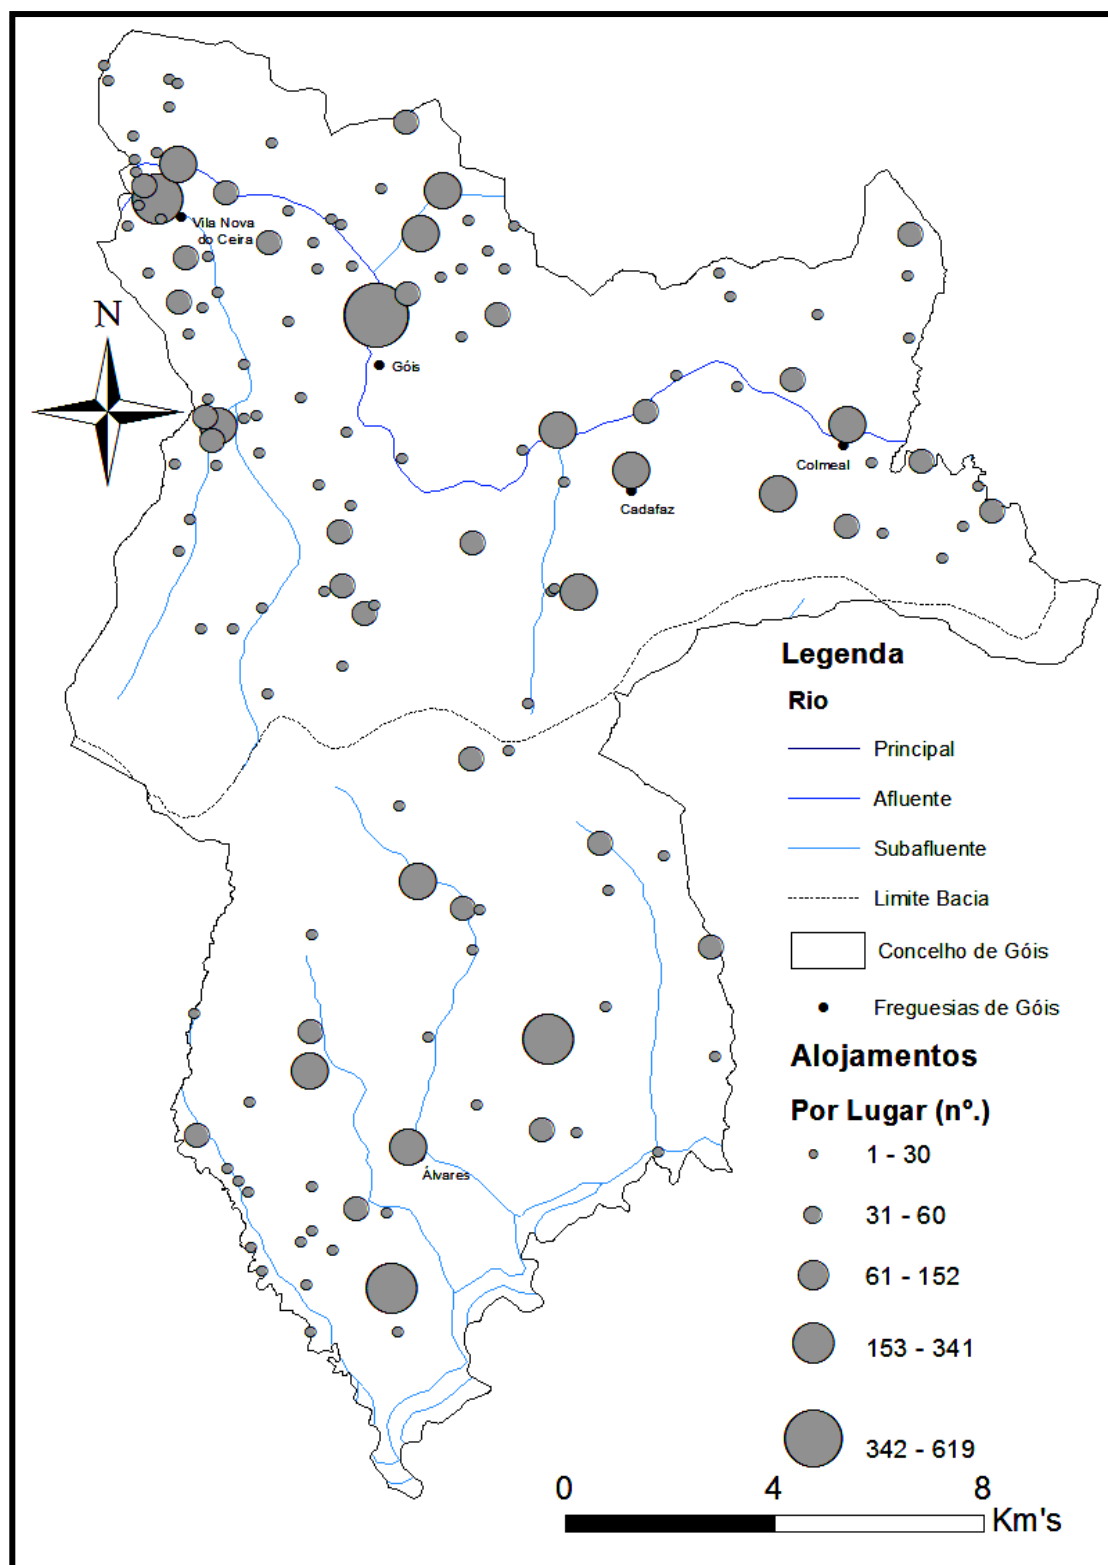 Vila Nova
do Ceira
N
Góis
Colmeal
Cadafaz
Legenda
Rio
Principal
Afluente
Subafluente
Limite Bacia
Concelho de Góis
Freguesias de Góis
Alojamentos
Por Lugar (nº.)
1 - 30
31 - 60
61 - 152
153 - 341
342 - 619
Álvares
0 4 8
Km's